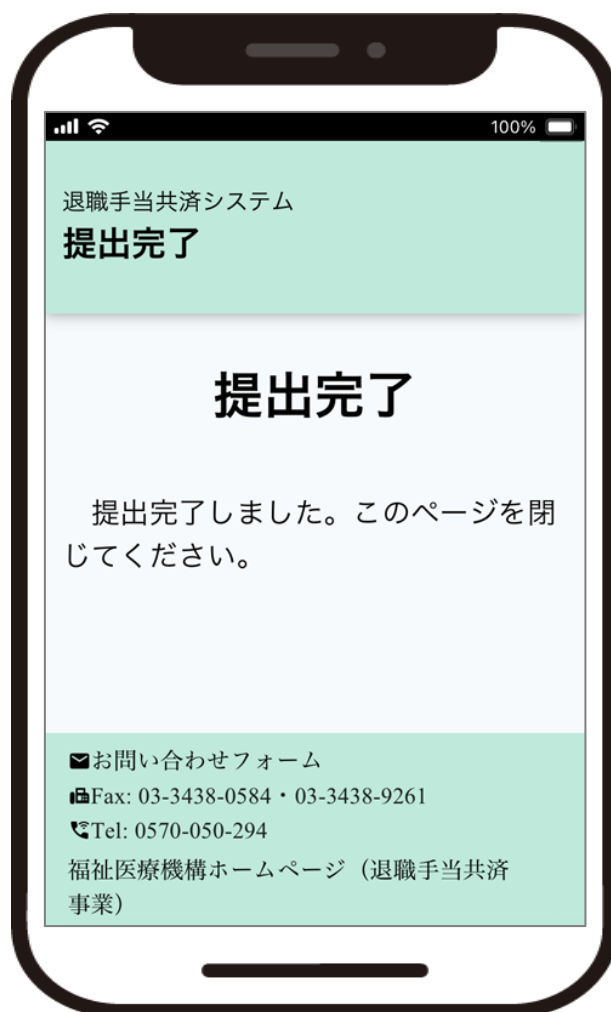 100%
退職手当共済システム
提出完了
提出完了
　提出完了しました。このページを閉
じてください。
お問い合わせフォーム
Fax: 03-3438-0584・03-3438-9261
Tel: 0570-050-294
福祉医療機構ホームページ（退職手当共済
事業）